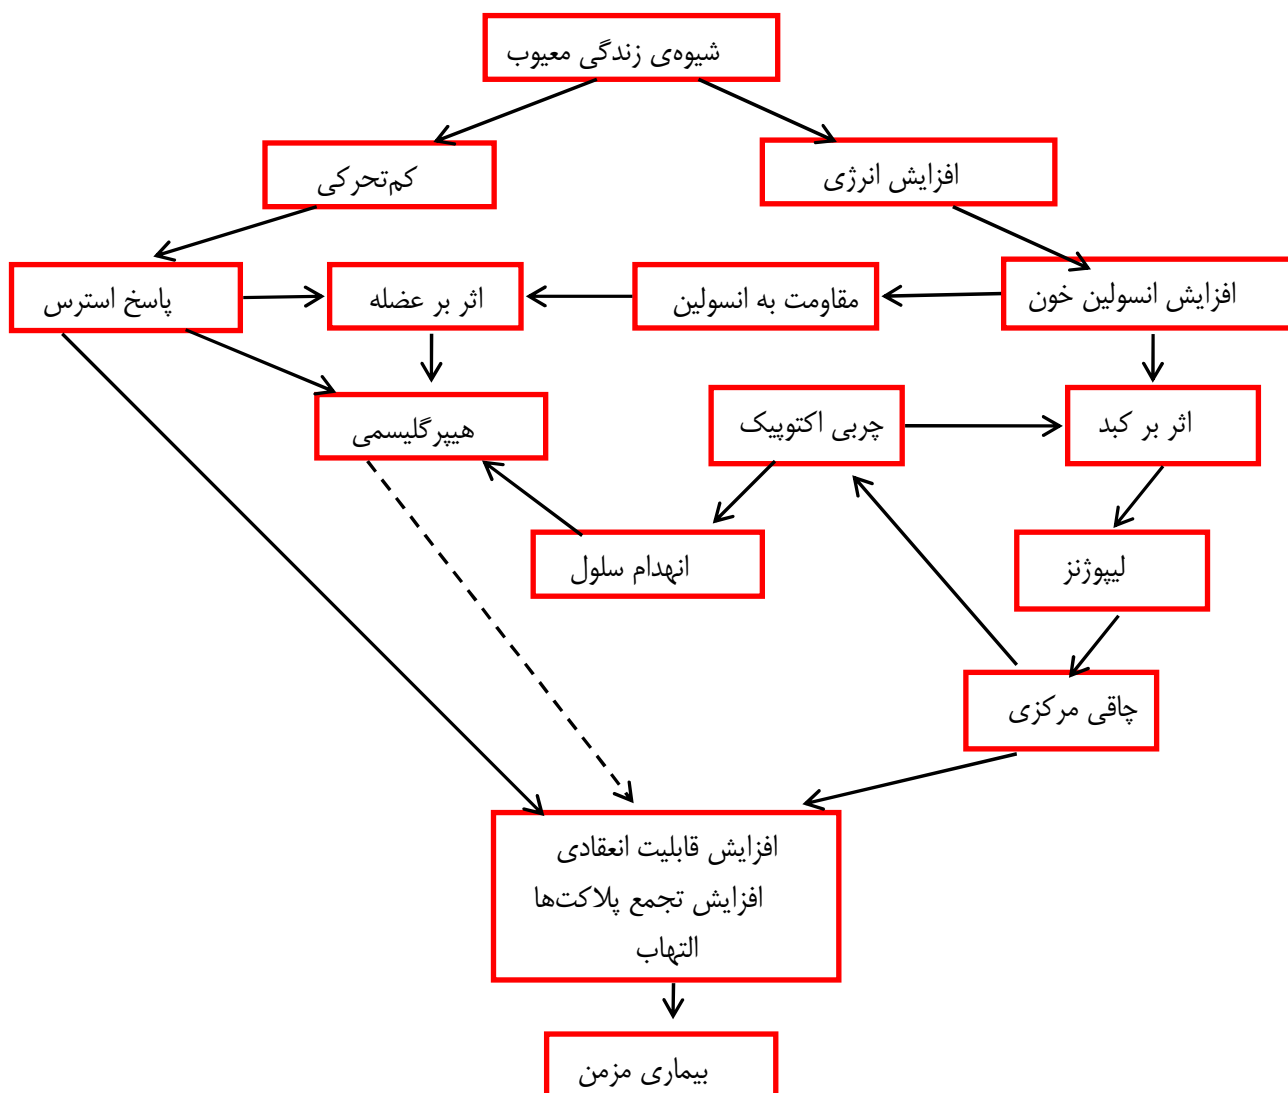 شیوه‌ی زندگی معیوب
افزایش انرژی
کم‌تحرکی
افزایش انسولین خون
مقاومت به انسولین
اثر بر عضله
پاسخ استرس
اثر بر کبد
چربی اکتوپیک
هیپرگلیسمی
لیپوژنز
انهدام سلول
چاقی مرکزی
افزایش قابلیت انعقادی
افزایش تجمع پلاکت‌ها
التهاب
بیماری مزمن